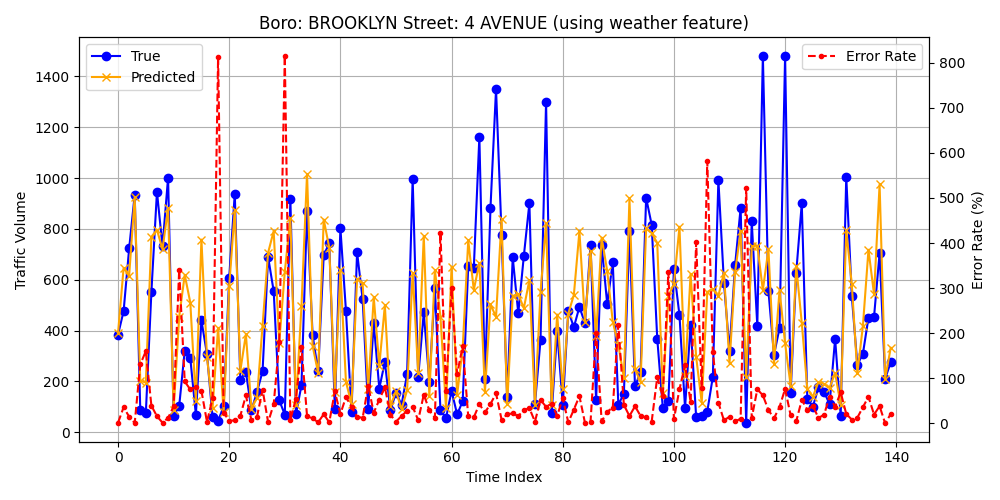 Boro: BROOKLYN Street: 4 AVENUE (using weather feature)
True
Predicted
Error Rate
Traffic Volume
1400
1200
1000
800
600
400
200
0
800
700
600
500
400
300
200
100
0
Error Rate (%)
0 20 40 60 80 100 120 140
Time Index